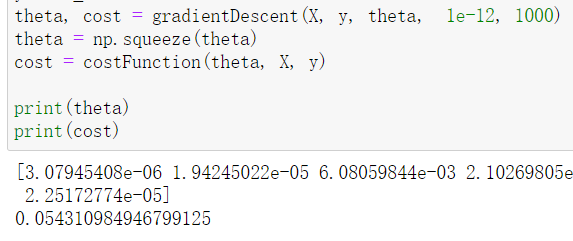 theta, cost = gradientDescent(X, y, theta, 1e-12, 1000)
theta = np.squeeze(theta)
cost = costFunction(theta, X, y)
print(theta)
print(cost)
[3.07945408e-06 1.94245022e-05 6.08059844e-03 2.10269805e
2.25172774e-05]
0.054310984946799125